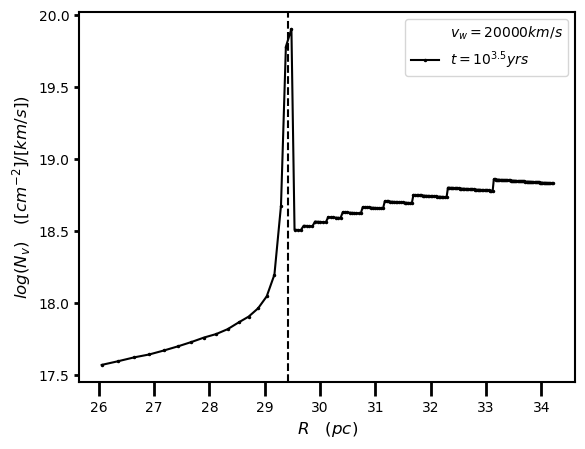 20.0
19.5
19.0
18.5
18.0
17.5
log(N_v) ([cm^{-2}]/[km/s])
v_w = 20000km/s
t = 10^{3.5}yrs
26 27 28 29 30 31 32 33 34
R (pc)